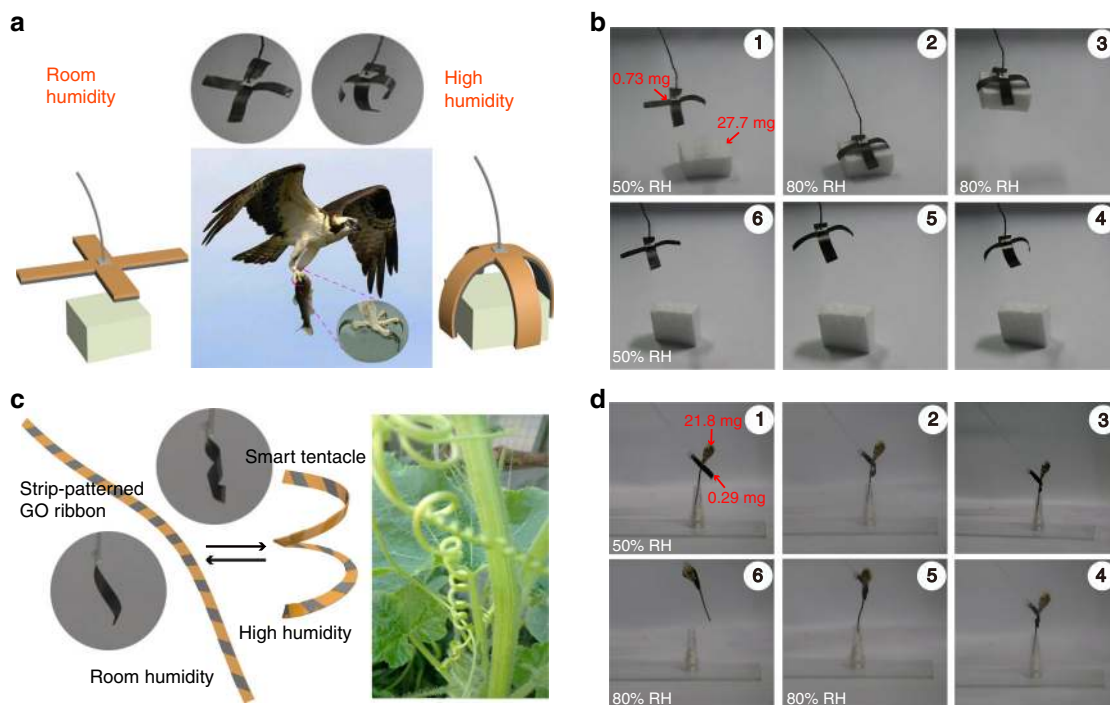 a
Room
humidity
High
humidity
b
1
0.73 mg
27.7 mg
50% RH
2
80% RH
3
80% RH
6
50% RH
5
4
c
Strip-patterned
GO ribbon
Smart tentacle
High humidity
Room humidity
d
1
21.8 mg
0.29 mg
50% RH
2
3
6
80% RH
5
80% RH
4